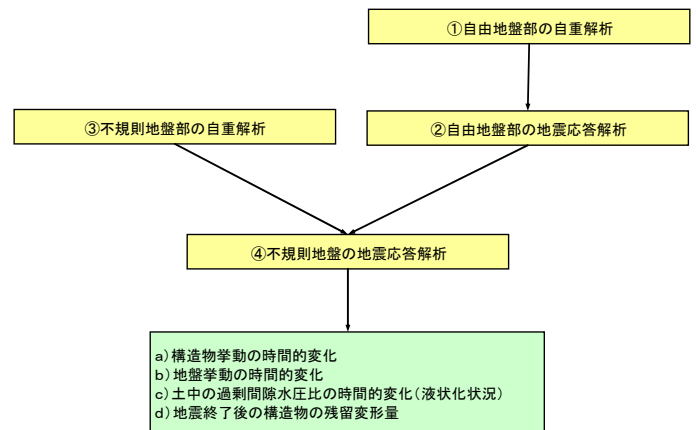 ①自由地盤部の自重解析
③不規則地盤部の自重解析
②自由地盤部の地震応答解析
④不規則地盤の地震応答解析
a)構造物挙動の時間的変化
b)地盤挙動の時間的変化
c)土中の過剰間隙水圧比の時間的変化(液状化状況)
d)地震終了後の構造物の残留変形量